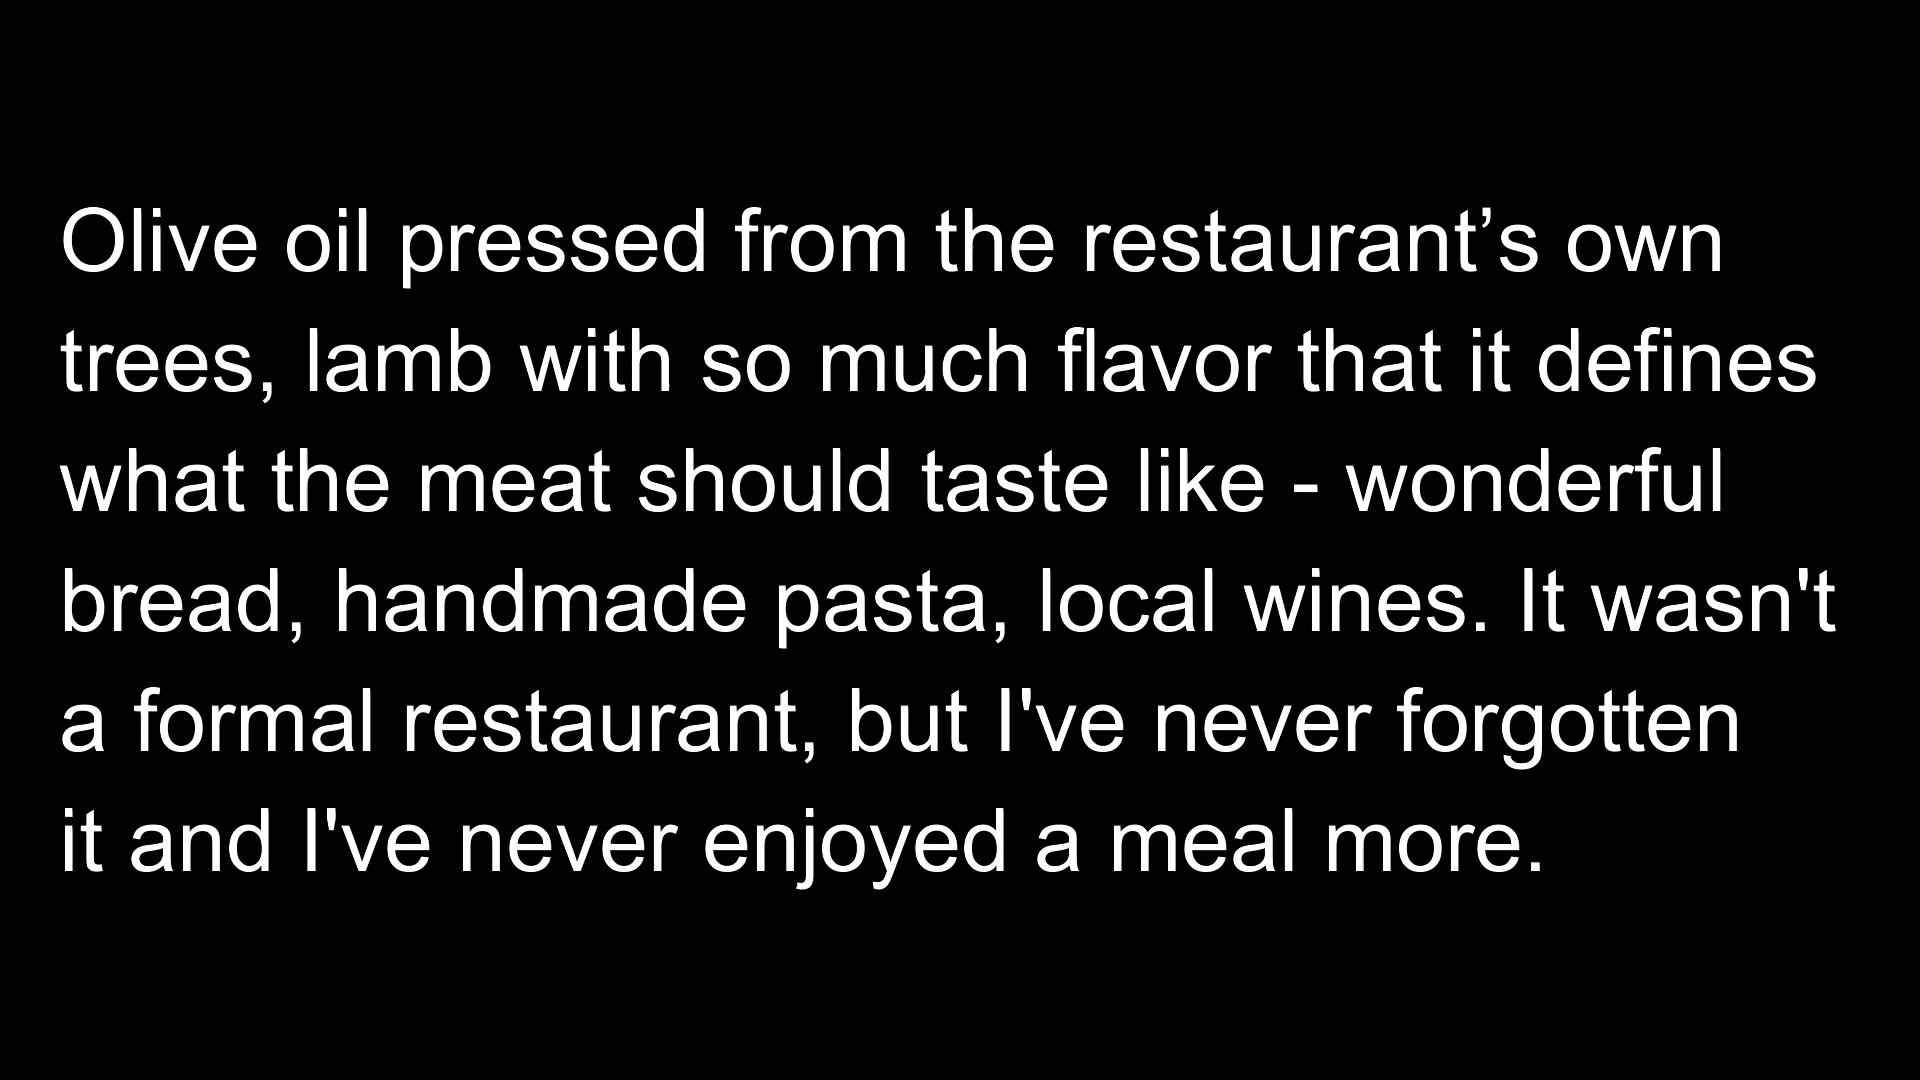 Olive oil pressed from the restaurant’s own
trees, lamb with so much flavor that it defines
what the meat should taste like - wonderful
bread, handmade pasta, local wines. It wasn't
a formal restaurant, but I've never forgotten
it and I've never enjoyed a meal more.